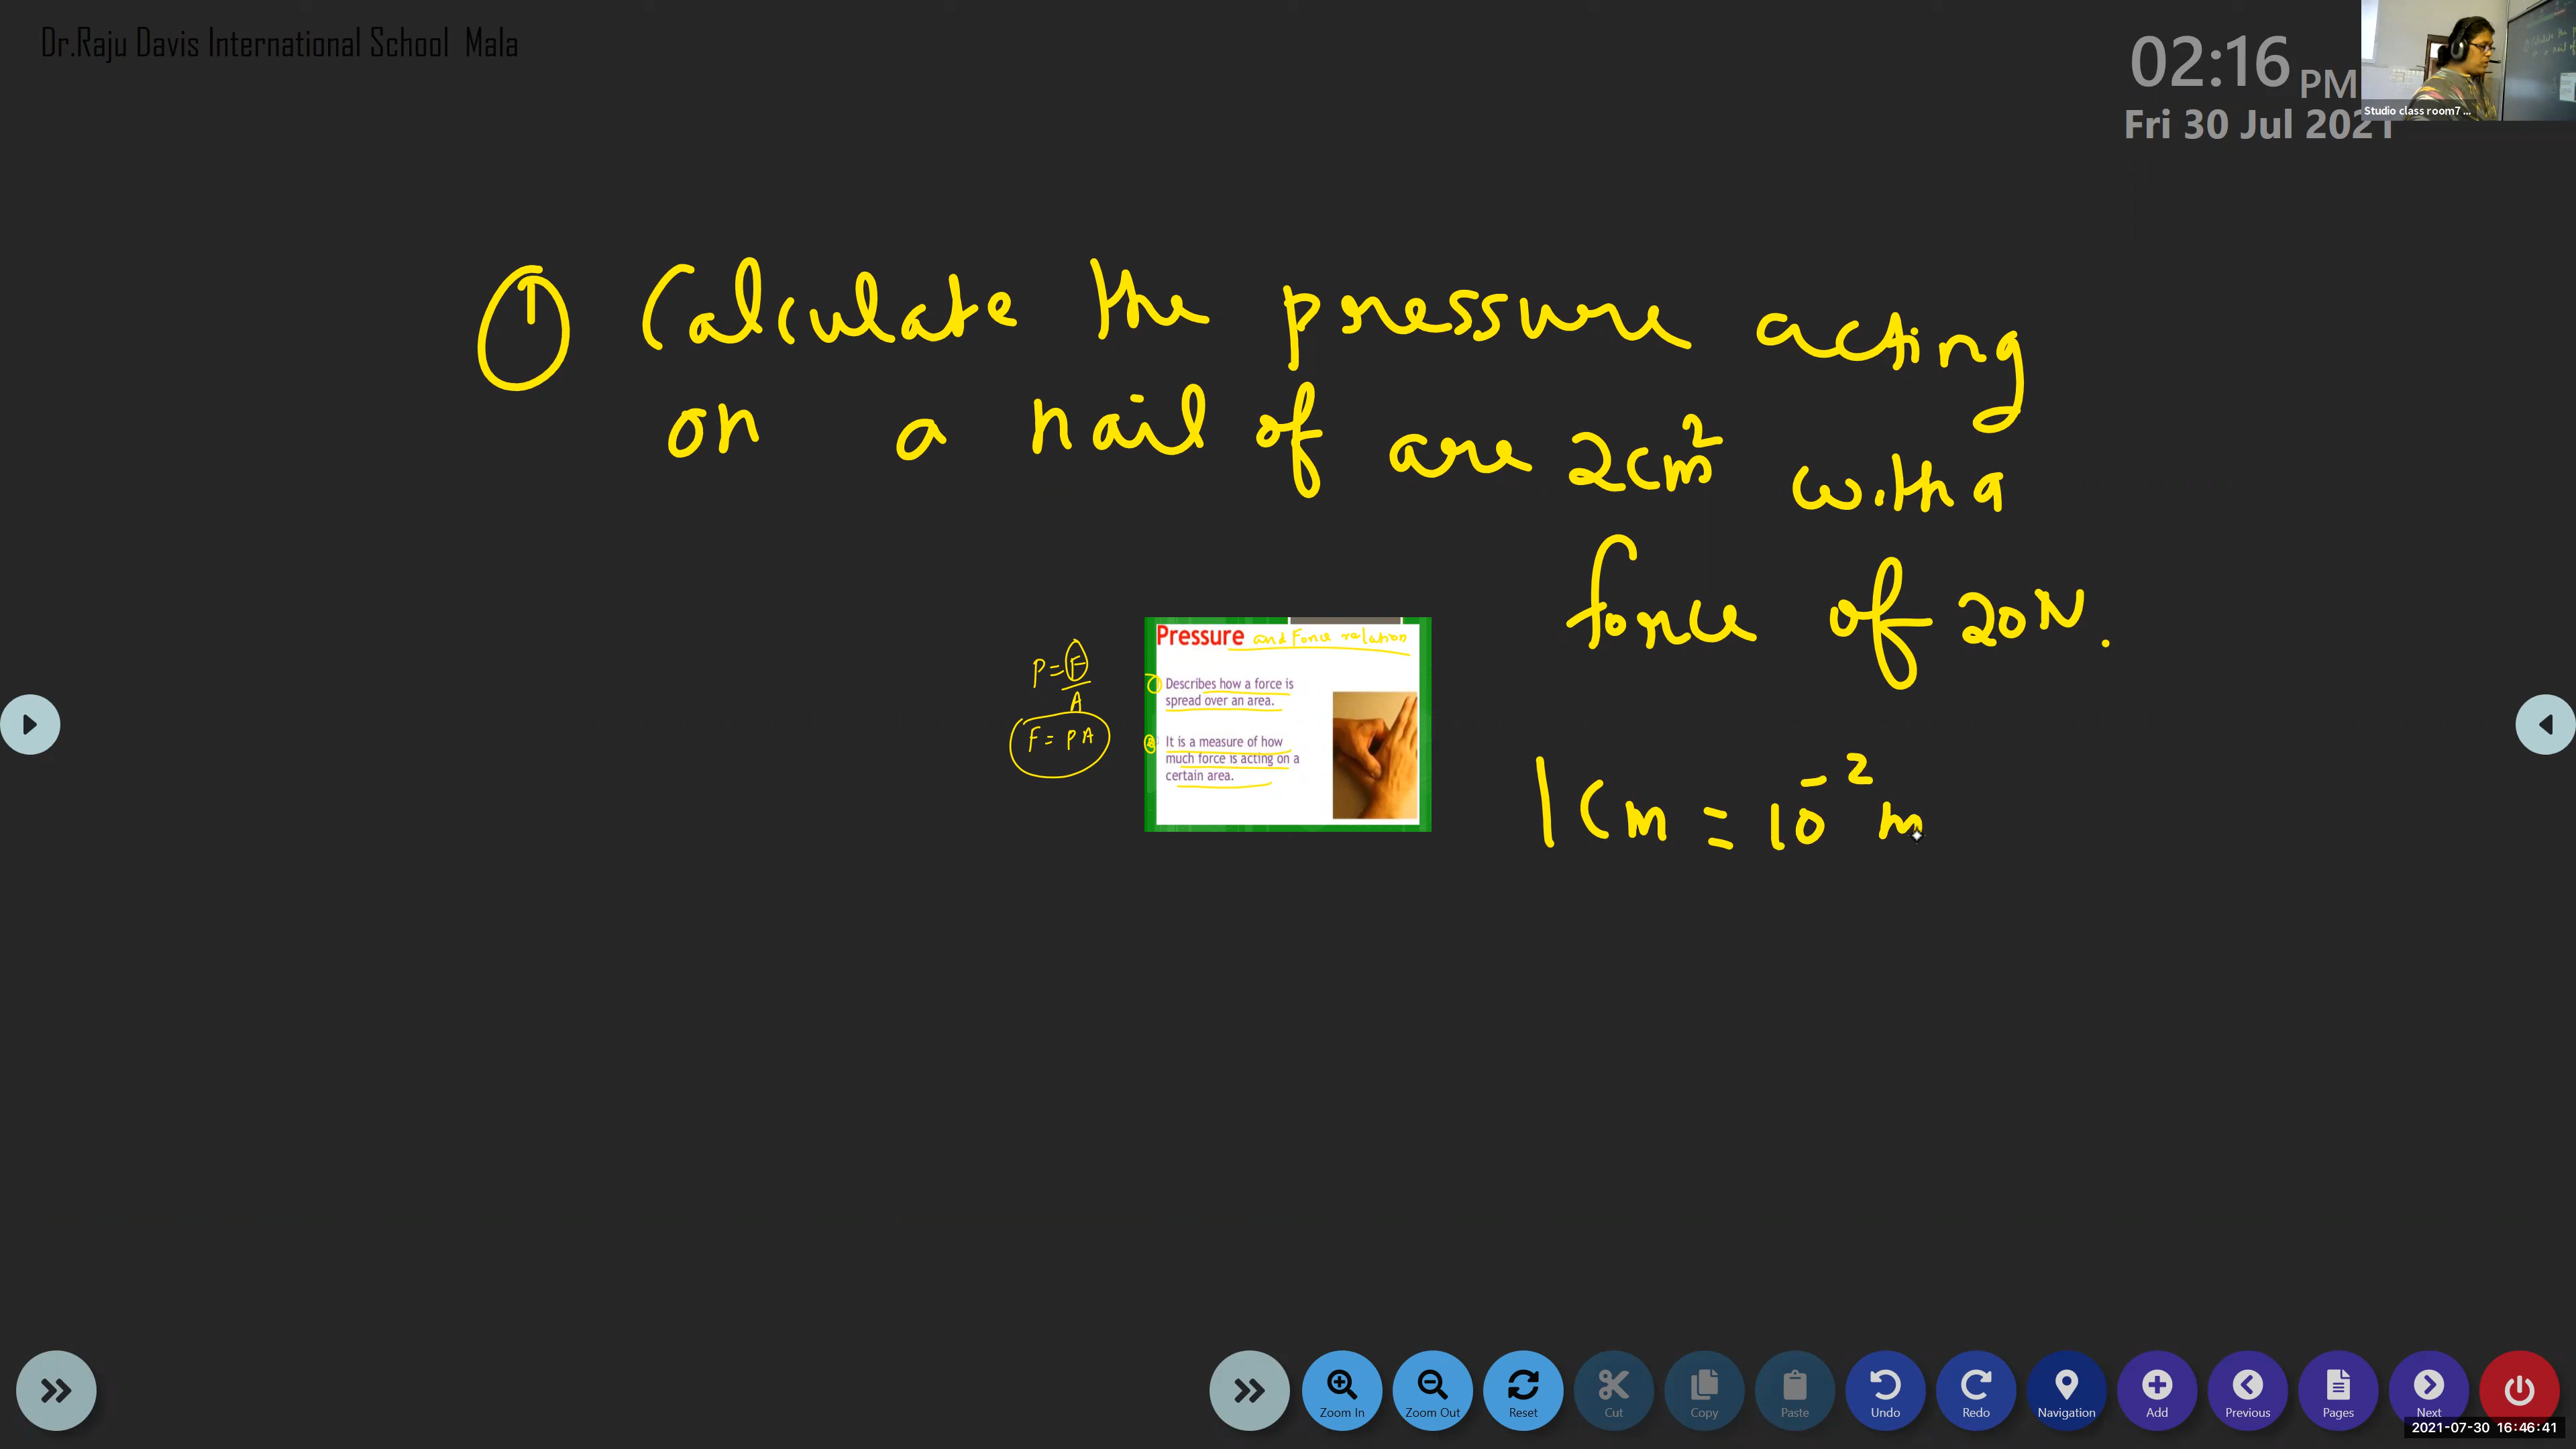 Dr.Raju Davis International School Mala
02:16 PM
Fri 30 Jul 2021
Studio class room7 ...
1 Calculate the pressure acting
on a nail of are 2cm² with a
force of 20N.
P=F/A
F= PA
Pressure and Force relation
Describes how a force is
spread over an area.
It is a measure of how
much force is acting on a
certain area.
1Cm = 10⁻² m
Zoom In
Zoom Out
Reset
Cut
Copy
Paste
Undo
Redo
Navigation
Add
Previous
Pages
Next
2021-07-30 16:46:41